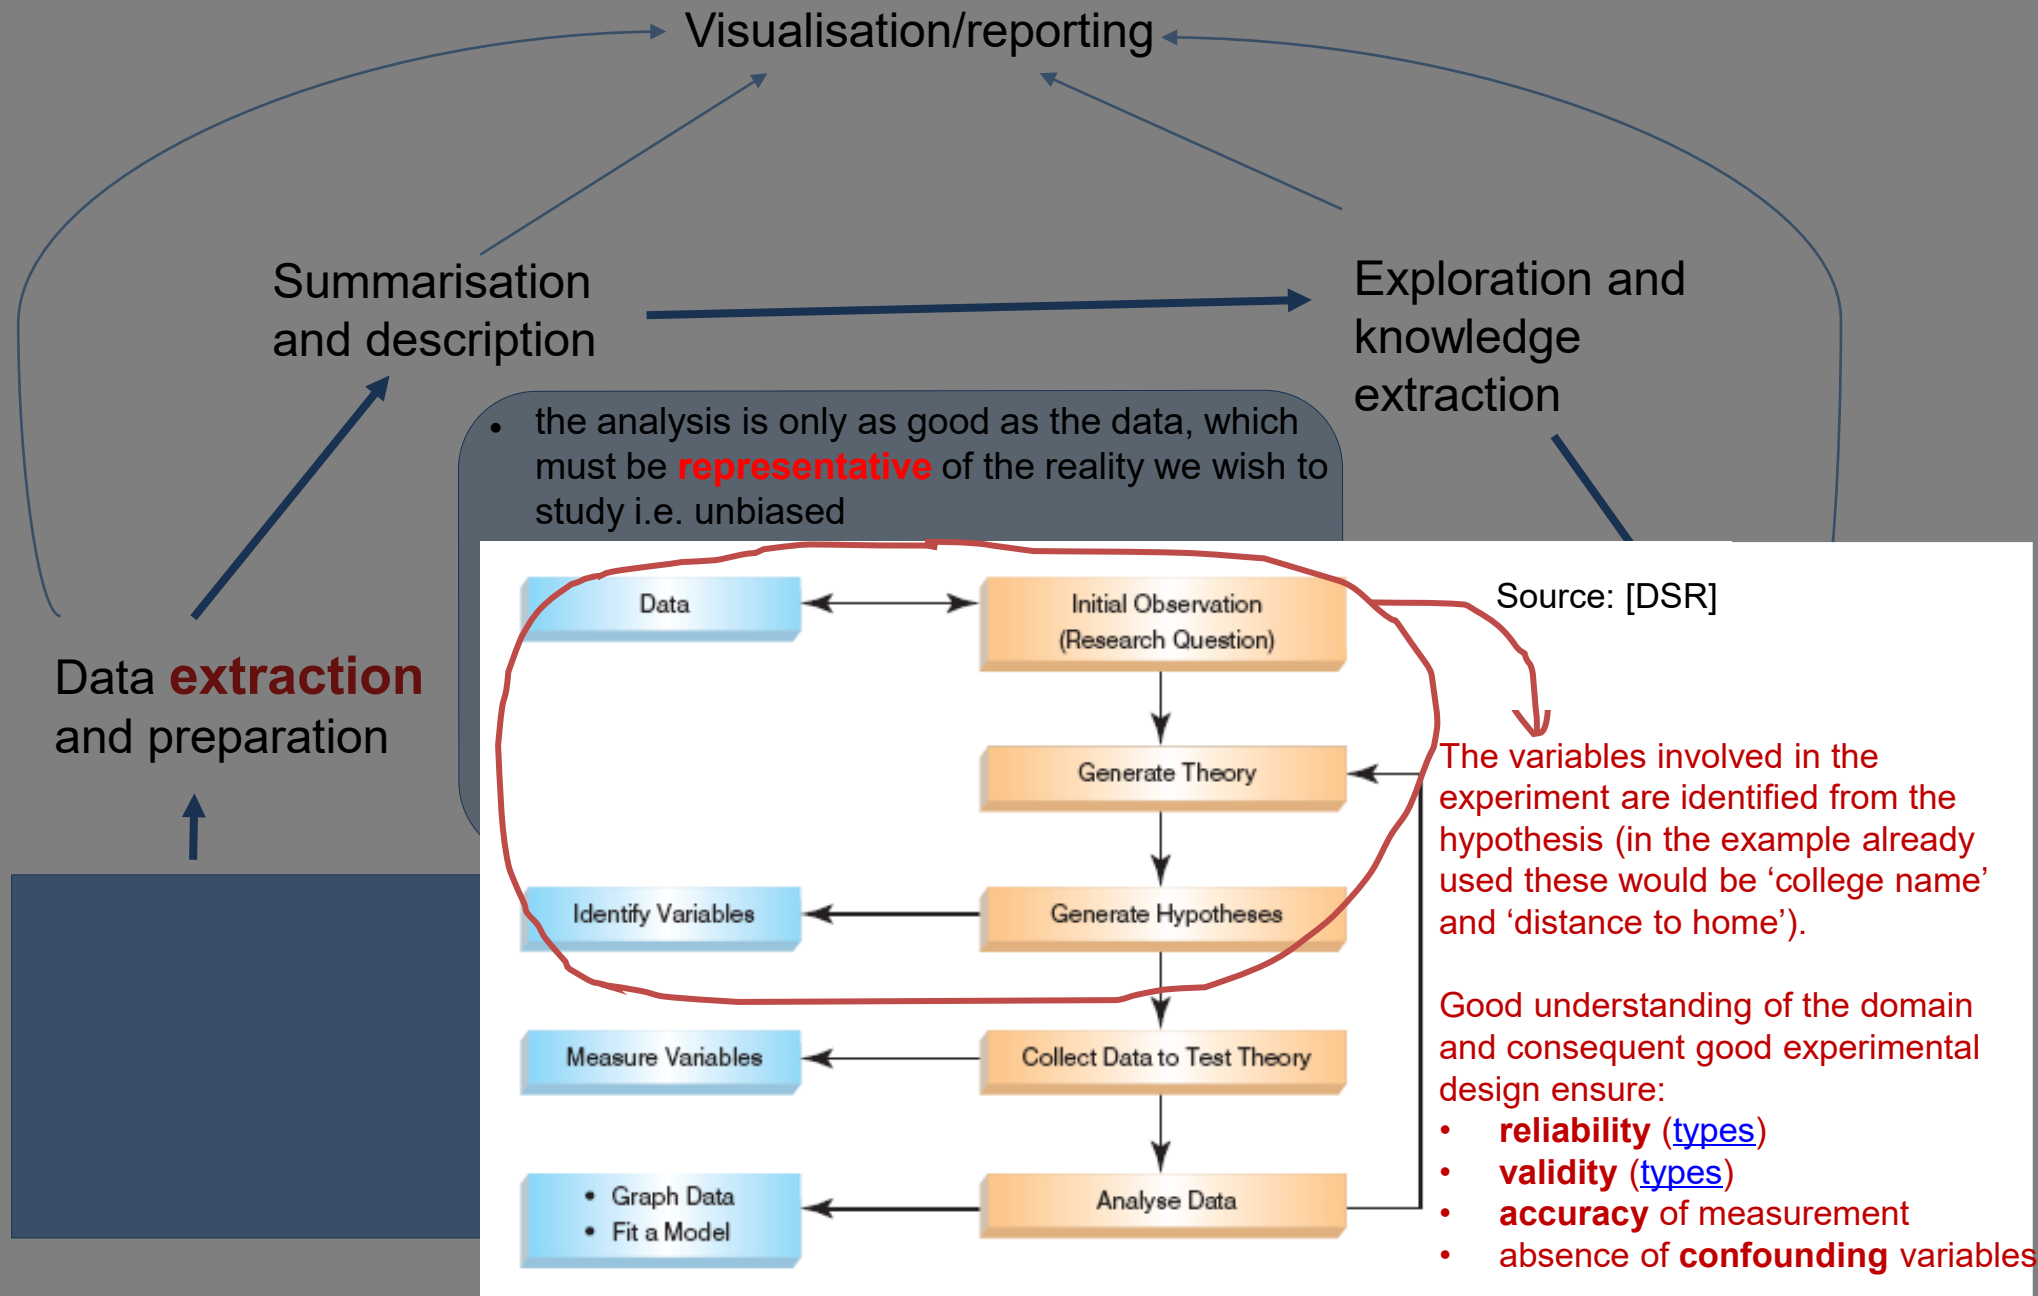 Visualisation/reporting
Summarisation
and description
Exploration and
knowledge
extraction
• the analysis is only as good as the data, which
must be representative of the reality we wish to
study i.e. unbiased
Data extraction
and preparation
Source: [DSR]
Data
Initial Observation
(Research Question)
Generate Theory
Identify Variables
Generate Hypotheses
Measure Variables
Collect Data to Test Theory
• Graph Data
• Fit a Model
Analyse Data
The variables involved in the
experiment are identified from the
hypothesis (in the example already
used these would be ‘college name’
and ‘distance to home’).
Good understanding of the domain
and consequent good experimental
design ensure:
• reliability (types)
• validity (types)
• accuracy of measurement
• absence of confounding variables